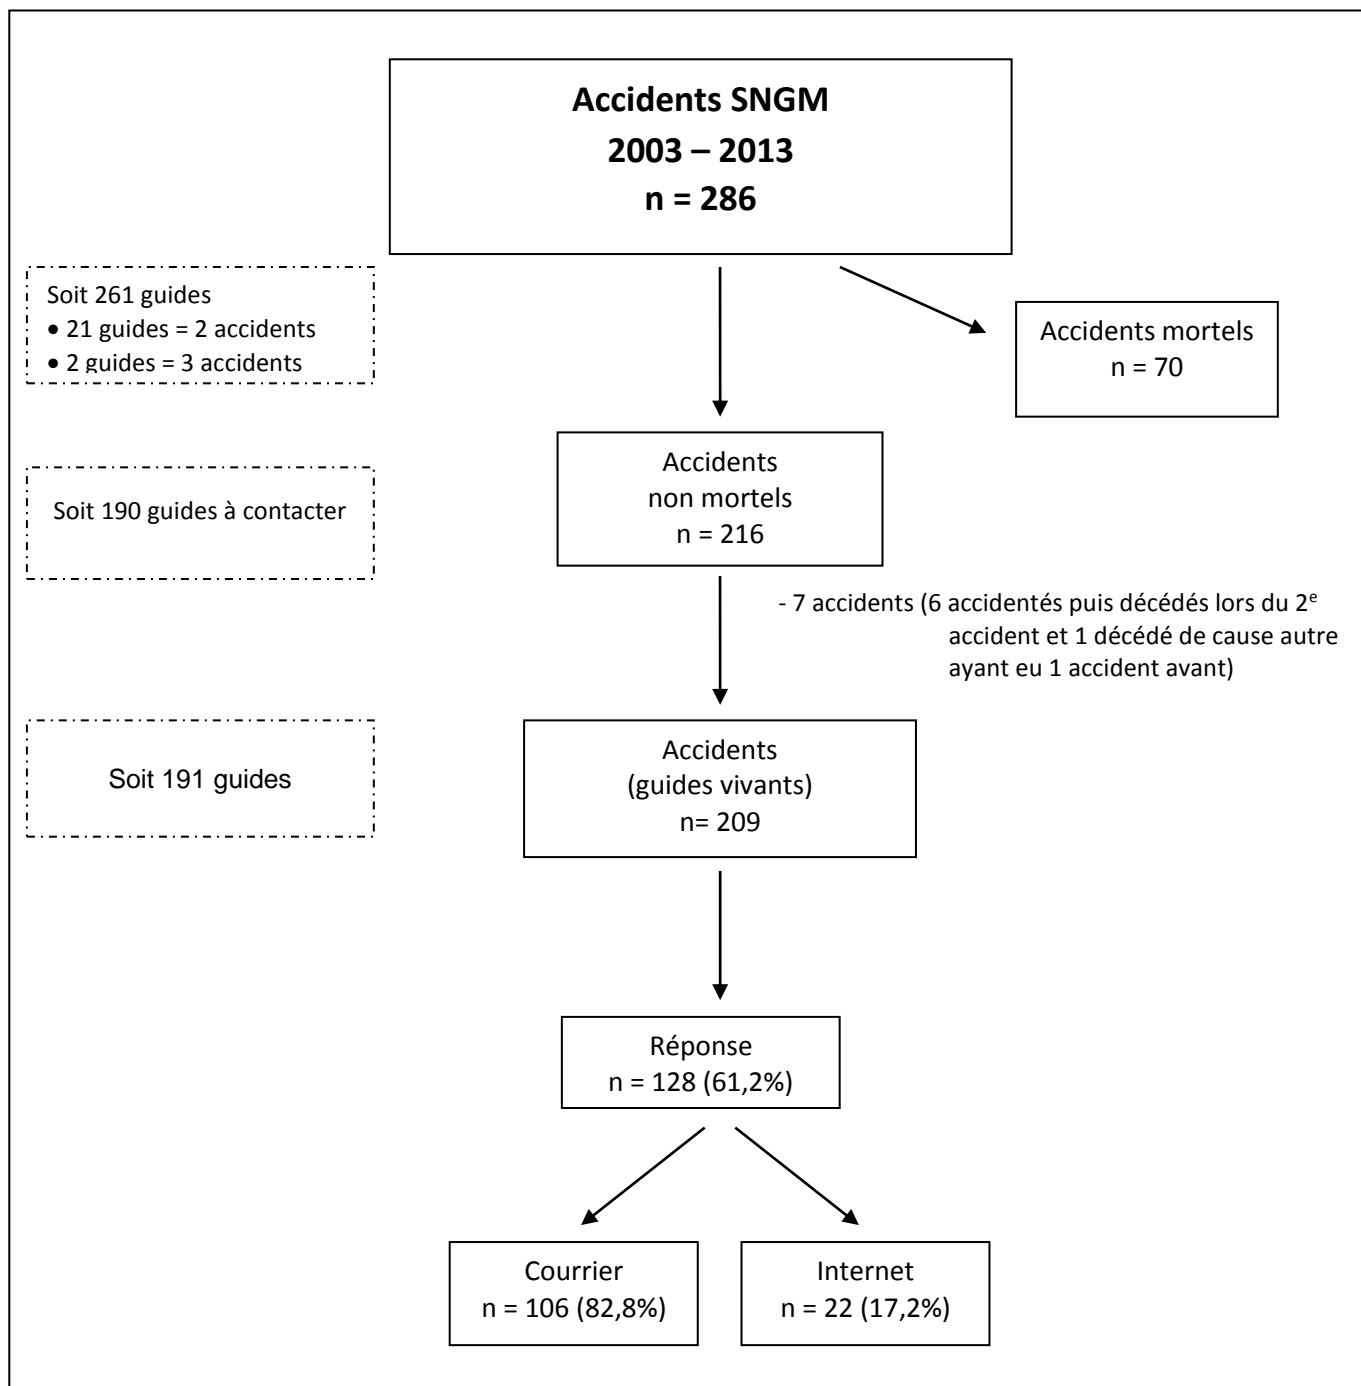 Accidents SNGM
2003 – 2013
n = 286
Soit 261 guides
• 21 guides = 2 accidents
• 2 guides = 3 accidents
Accidents mortels
n = 70
Accidents
non mortels
n = 216
Soit 190 guides à contacter
- 7 accidents (6 accidentés puis décédés lors du 2e
accident et 1 décédé de cause autre
ayant eu 1 accident avant)
Soit 191 guides
Accidents
(guides vivants)
n= 209
Réponse
n = 128 (61,2%)
Courrier
n = 106 (82,8%)
Internet
n = 22 (17,2%)